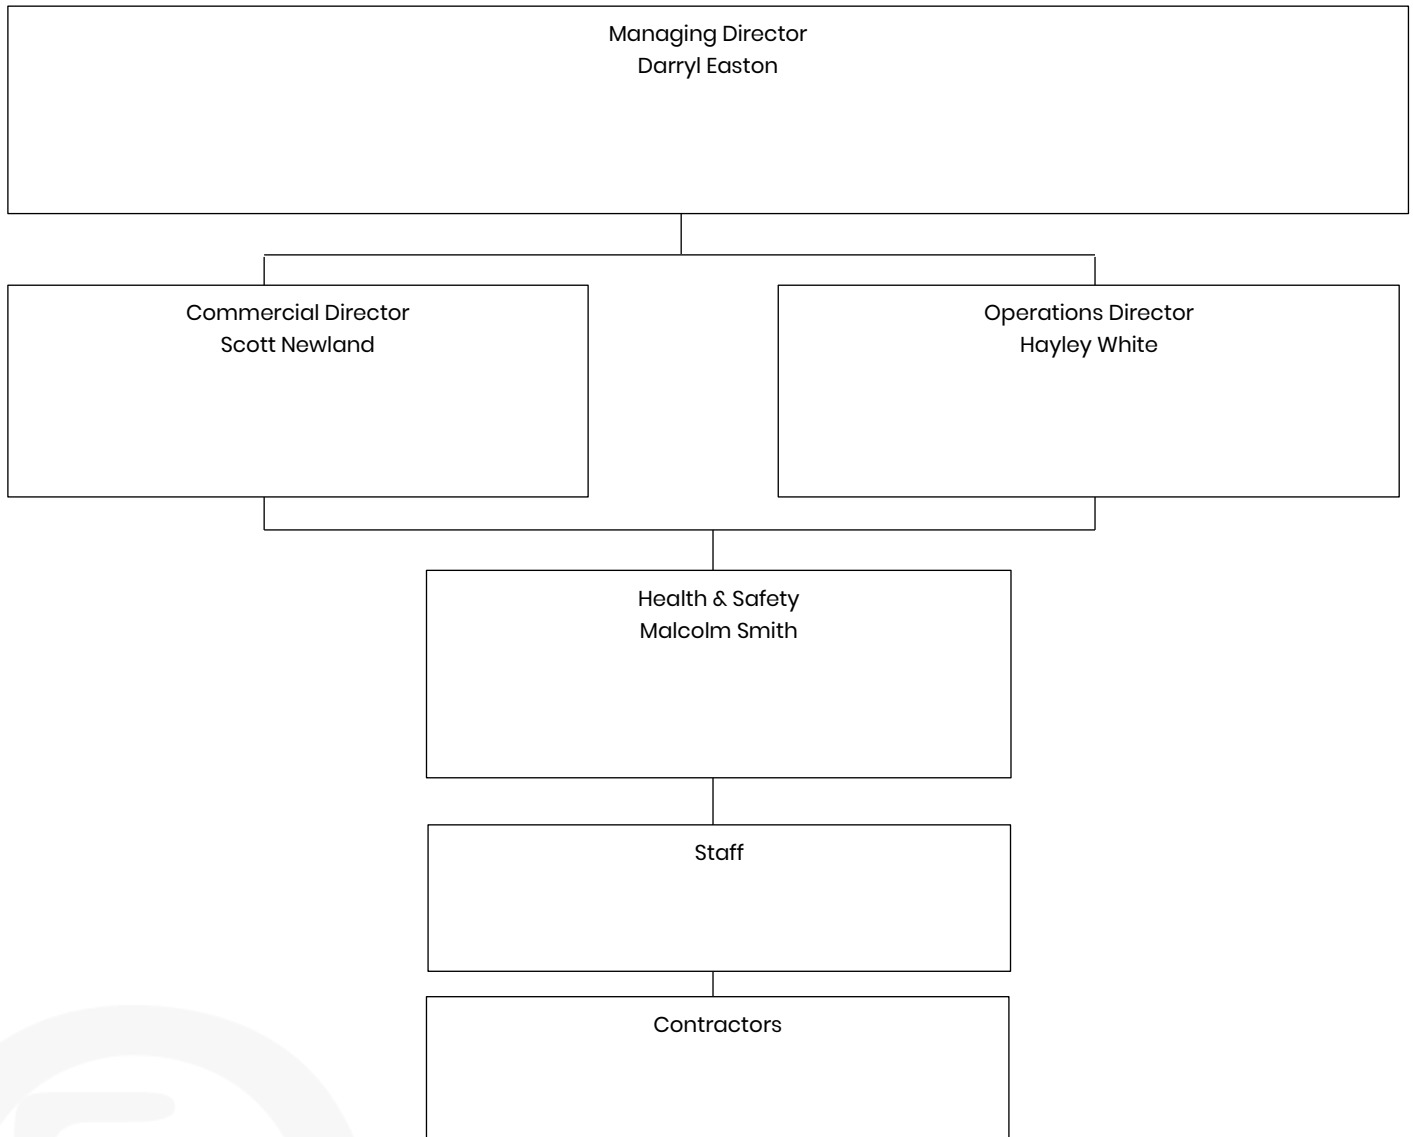 Managing Director
Darryl Easton
Commercial Director
Scott Newland
Operations Director
Hayley White
Health & Safety
Malcolm Smith
Staff
Contractors